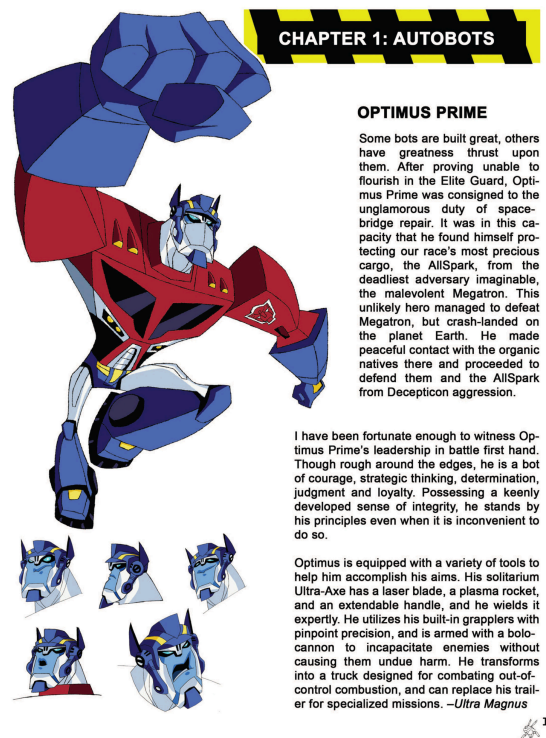 CHAPTER 1: AUTOBOTS
OPTIMUS PRIME
Some bots are built great, others
have greatness thrust upon
them. After proving unable to
flourish in the Elite Guard, Opti-
mus Prime was consigned to the
unglamorous duty of space-
bridge repair. It was in this ca-
pacity that he found himself pro-
tecting our race's most precious
cargo, the AllSpark, from the
deadliest adversary imaginable,
the malevolent Megatron. This
unlikely hero managed to defeat
Megatron, but crash-landed on
the planet Earth. He made
peaceful contact with the organic
natives there and proceeded to
defend them and the AllSpark
from Decepticon aggression.
I have been fortunate enough to witness Op-
timus Prime's leadership in battle first hand.
Though rough around the edges, he is a bot
of courage, strategic thinking, determination,
judgment and loyalty. Possessing a keenly
developed sense of integrity, he stands by
his principles even when it is inconvenient to
do so.
Optimus is equipped with a variety of tools to
help him accomplish his aims. His solitarium
Ultra-Axe has a laser blade, a plasma rocket,
and an extendable handle, and he wields it
expertly. He utilizes his built-in grapplers with
pinpoint precision, and is armed with a bolo-
cannon to incapacitate enemies without
causing them undue harm. He transforms
into a truck designed for combating out-of-
control combustion, and can replace his trail-
er for specialized missions. –Ultra Magnus